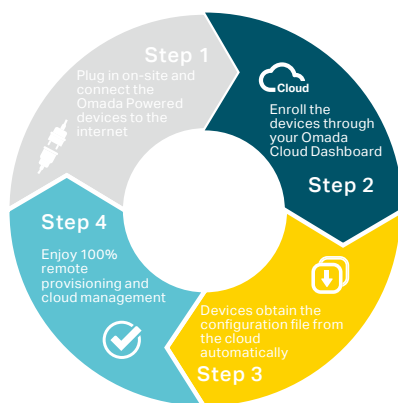 Step 1
Plug in on-site and
connect the
Omada Powered
devices to the
internet
Cloud
Enroll the
devices through
your Omada
Cloud Dashboard
Step 2
Devices obtain the
configuration file from
the cloud
automatically
Step 3
Step 4
Enjoy 100%
remote
provisioning and
cloud management